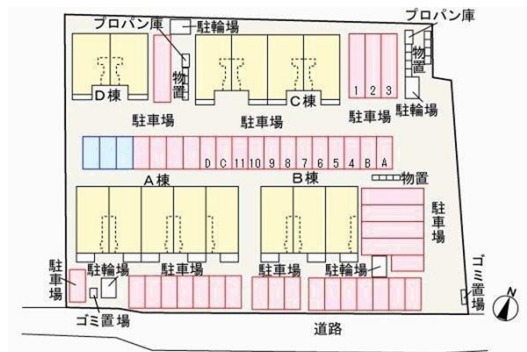 プロパン庫
駐輪場
プロパン庫
物置
物置
D棟
C棟
1 2 3
駐輪場
駐車場
駐車場
駐車場
D C 11 10 9 8 7 6 5 4 B A
A棟
B棟
物置
駐車場
駐車場
駐輪場
駐車場
駐車場
駐輪場
ゴミ置場
ゴミ置場
道路
N